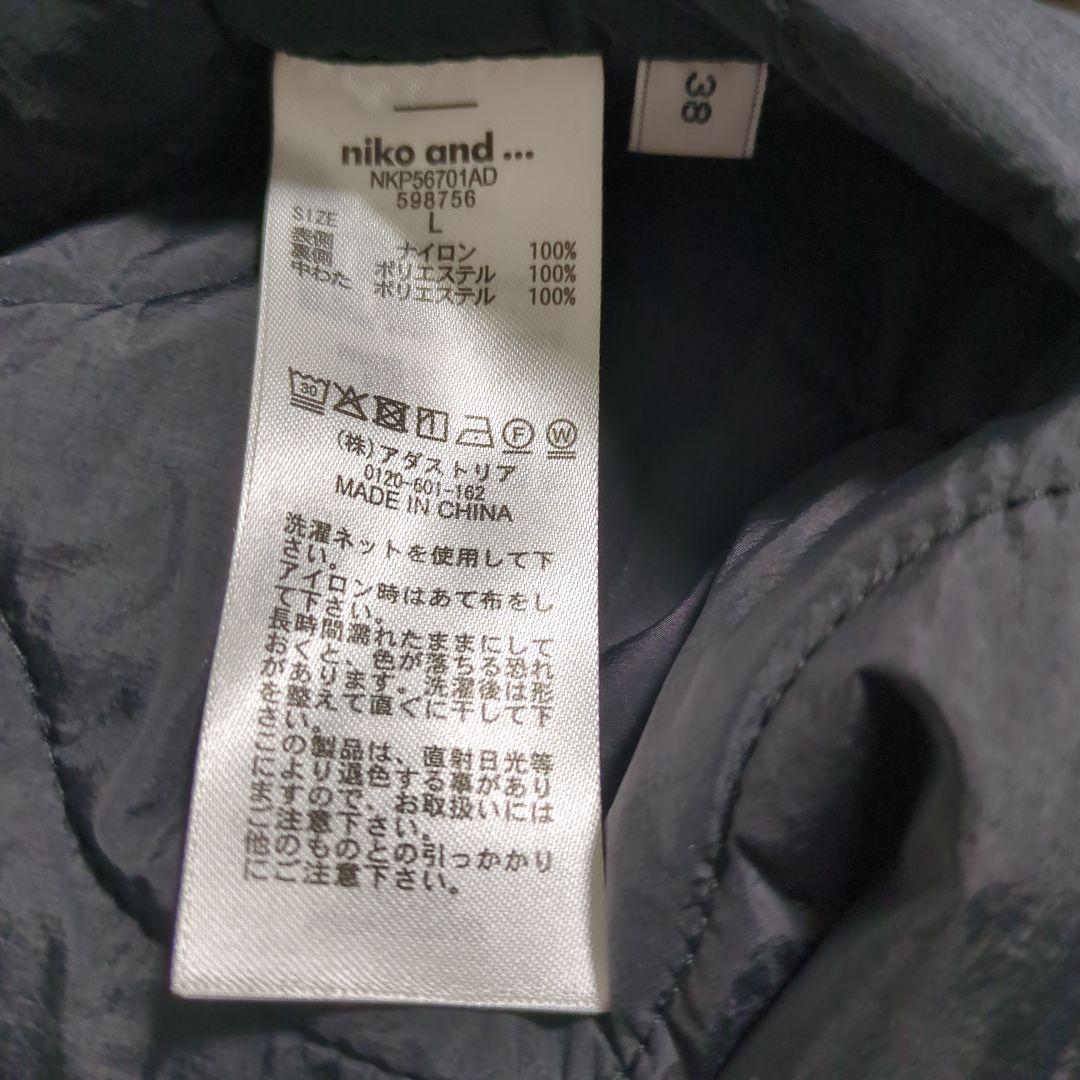 niko and ...
NKP56701AD
598756
SIZE L
表側 ナイロン 100%
裏側 ポリエステル 100%
中わた ポリエステル 100%
30
F W
(株)アダストリア
0120-601-162
MADE IN CHINA
洗濯ネットを使用して下
さい。
アイロン時はあて布をし
て下さい。
長時間濡れたままにして
おくと、色が落ちる恐れ
があります。洗濯後は形
を整えて直ぐに干して下
さい。
この製品は、直射日光等
により退色する事があり
ますので、お取扱いには
ご注意下さい。
他のものとの引っかかり
にご注意下さい。
38